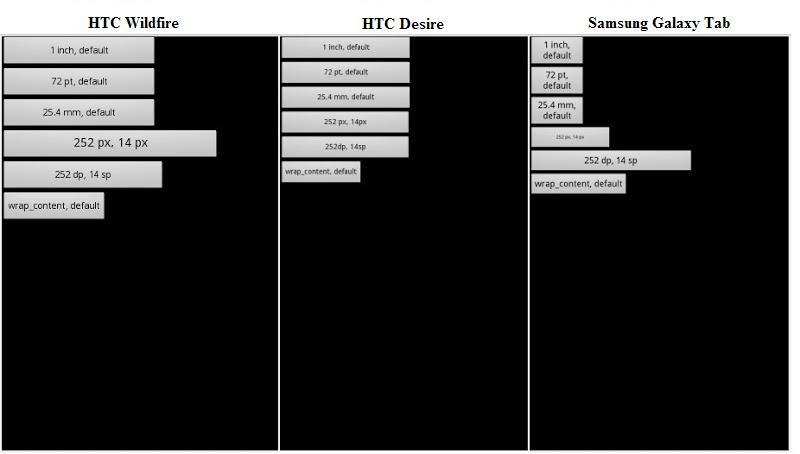 HTC Wildfire
1 inch, default
72 pt, default
25.4 mm, default
252 px, 14 px
252 dp, 14 sp
wrap_content, default
HTC Desire
1 inch, default
72 pt, default
25.4 mm, default
252 px, 14px
252dp, 14sp
wrap_content, default
Samsung Galaxy Tab
1 inch,
default
72 pt,
default
25.4 mm,
default
252 px, 14 px
252 dp, 14 sp
wrap_content, default